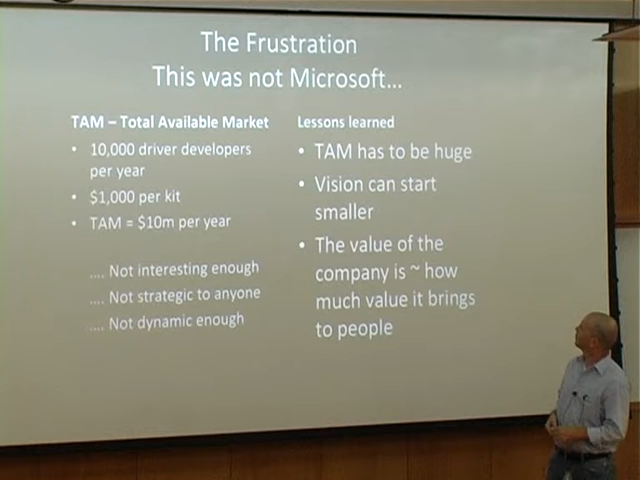 The Frustration
This was not Microsoft...
TAM – Total Available Market
• 10,000 driver developers
per year
• $1,000 per kit
• TAM = $10m per year
.... Not interesting enough
.... Not strategic to anyone
.... Not dynamic enough
Lessons learned
• TAM has to be huge
• Vision can start
smaller
• The value of the
company is ~ how
much value it brings
to people